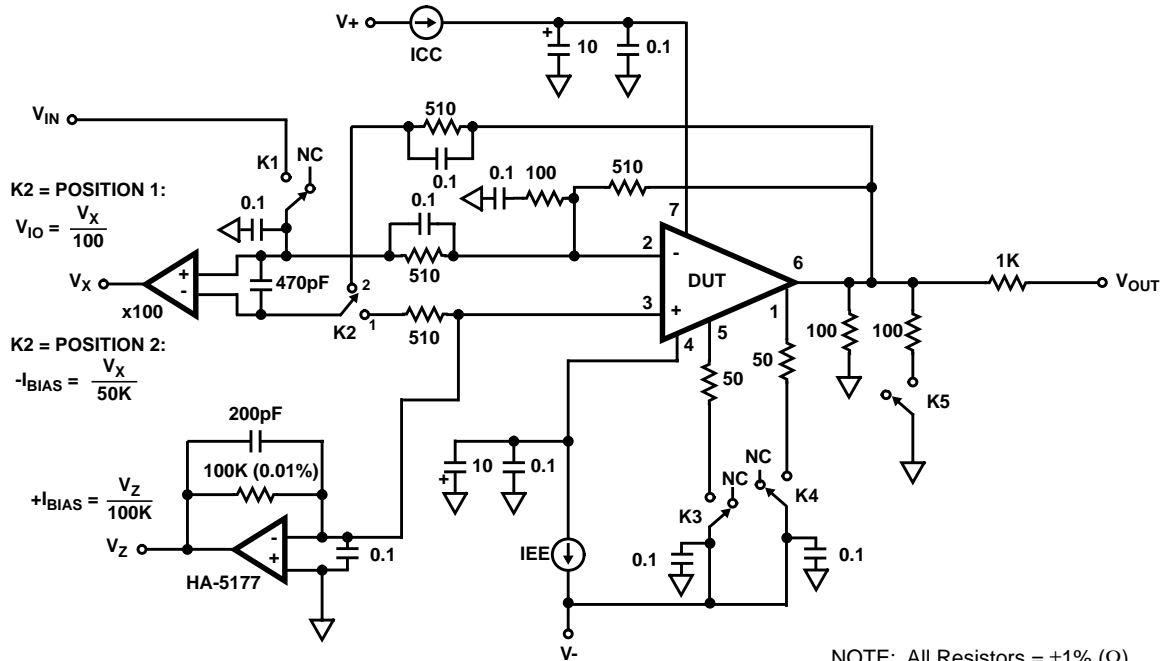 V+
ICC
+
10
0.1
510
0.1
VIN
K1
NC
0.1
100
510
K2 = POSITION 1:
VIO = VX / 100
0.1
0.1
510
7
2
-
DUT
6
3
+
1
5
4
1K
VOUT
VX
+
-
x100
470pF
2
K2
1
510
K2 = POSITION 2:
-IBIAS = VX / 50K
50
50
100
100
K5
200pF
100K (0.01%)
+IBIAS = VZ / 100K
VZ
-
+
HA-5177
0.1
10
+
0.1
IEE
NC
K3
NC
K4
0.1
0.1
V-
NOTE: All Resistors = ±1% (Ω)